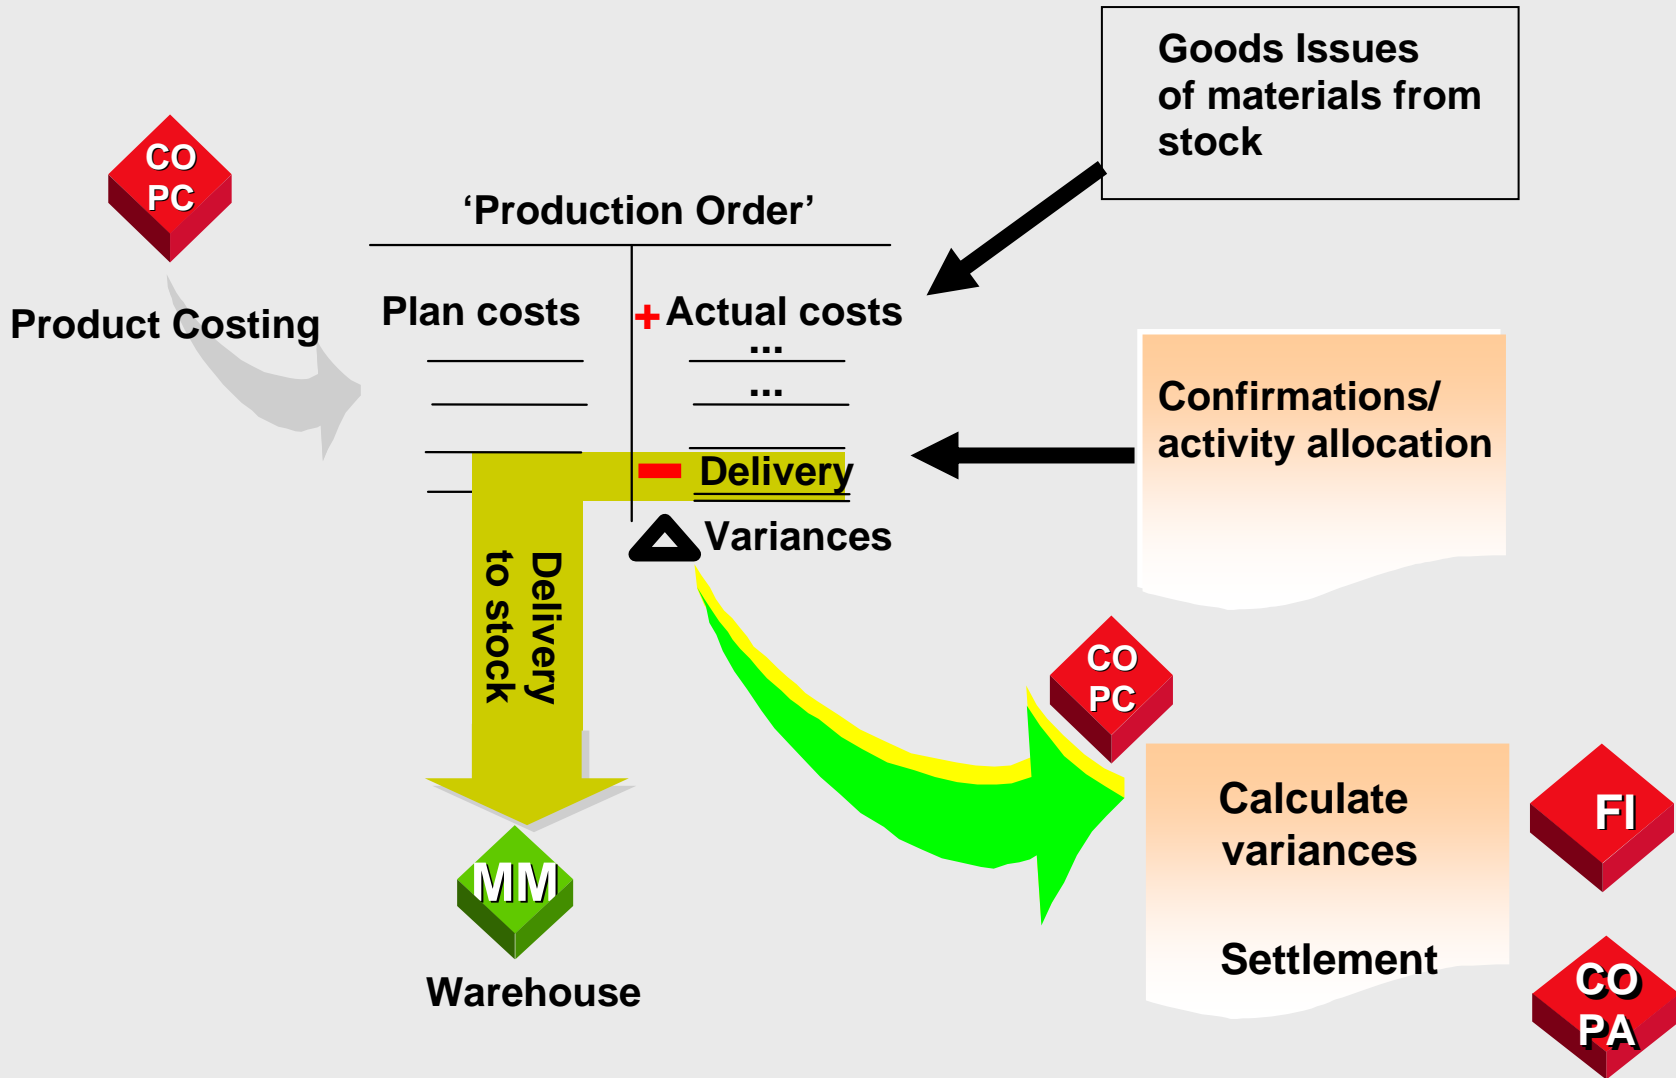 Goods Issues
of materials from
stock
CO
PC
Product Costing
‘Production Order’
Plan costs
+ Actual costs
...
...
Delivery
Variances
Confirmations/
activity allocation
Delivery
to stock
MM
Warehouse
CO
PC
Calculate
variances
Settlement
FI
CO
PA